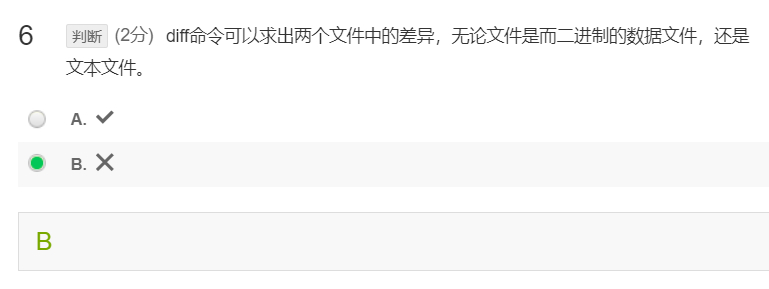 6 判断 (2分) diff命令可以求出两个文件中的差异，无论文件是而二进制的数据文件，还是
文本文件。
A. ✓
B. ✕
B